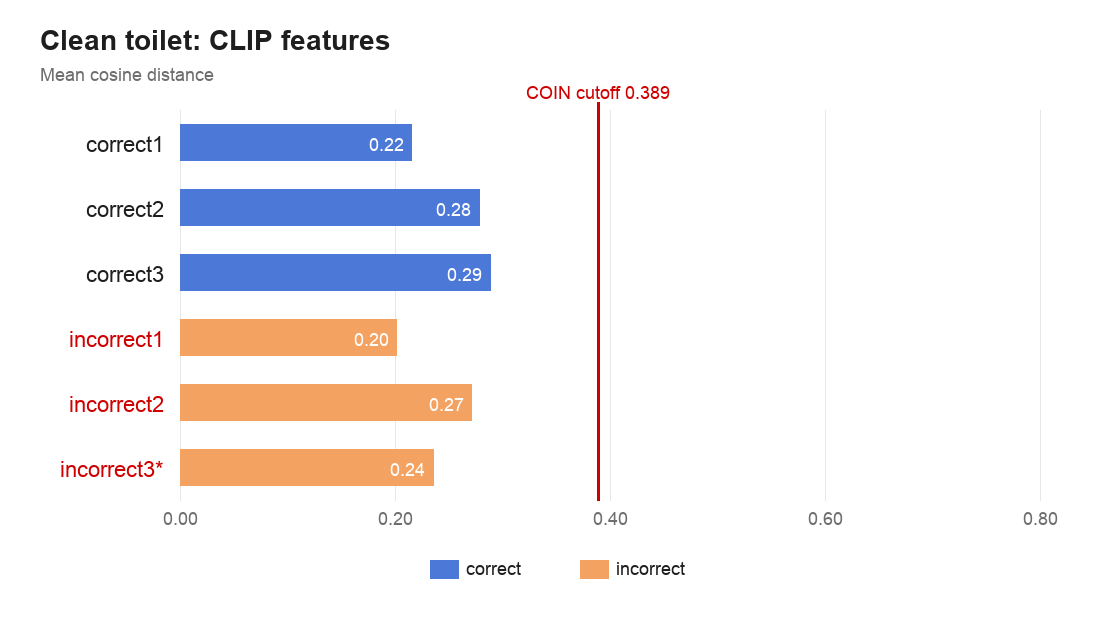 Clean toilet: CLIP features
Mean cosine distance
COIN cutoff 0.389
correct1 0.22
correct2 0.28
correct3 0.29
incorrect1 0.20
incorrect2 0.27
incorrect3* 0.24
0.00 0.20 0.40 0.60 0.80
correct incorrect